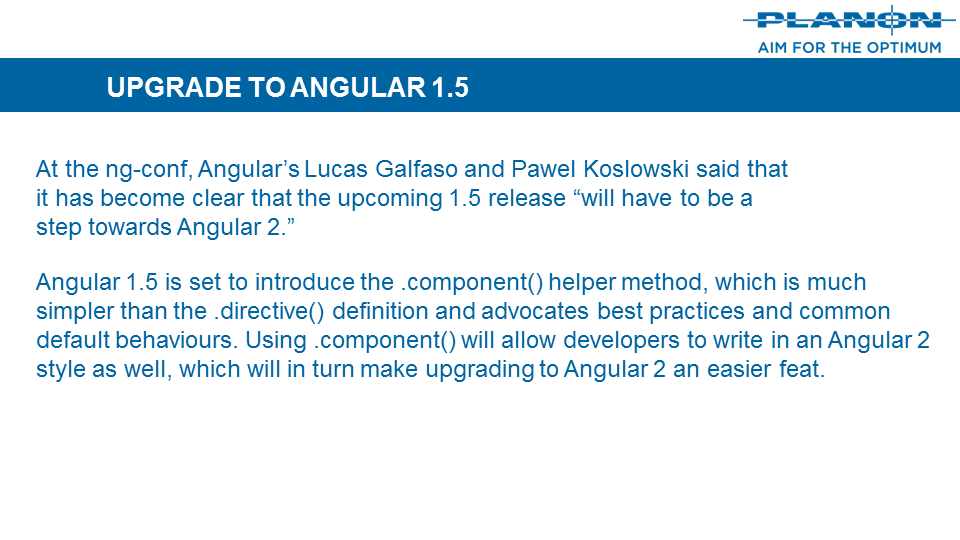 PLANON
AIM FOR THE OPTIMUM
UPGRADE TO ANGULAR 1.5
At the ng-conf, Angular’s Lucas Galfaso and Pawel Koslowski said that
it has become clear that the upcoming 1.5 release “will have to be a
step towards Angular 2.”
Angular 1.5 is set to introduce the .component() helper method, which is much
simpler than the .directive() definition and advocates best practices and common
default behaviours. Using .component() will allow developers to write in an Angular 2
style as well, which will in turn make upgrading to Angular 2 an easier feat.